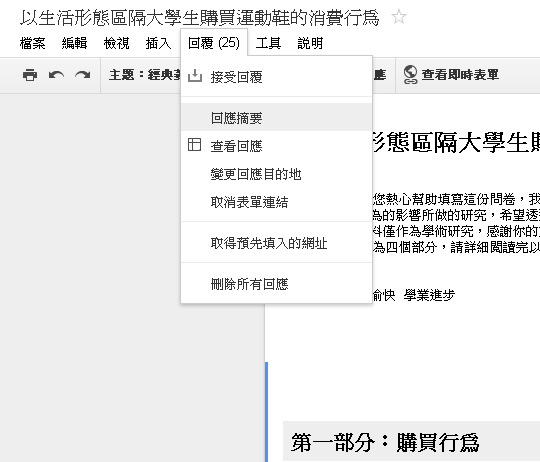 以生活形態區隔大學生購買運動鞋的消費行為
檔案 編輯 檢視 插入 回覆 (25) 工具 說明
主題：經典 應 查看即時表單
接受回覆
回應摘要
形態區隔大學生
查看回應
變更回應目的地
您熱心幫助填寫這份問卷，我
取消表單連結
為的影響所做的研究，希望透
料僅作為學術研究，感謝你的
取得預先填入的網址
為四個部分，請詳細閱讀完以
刪除所有回應
愉快 學業進步
第一部分：購買行為